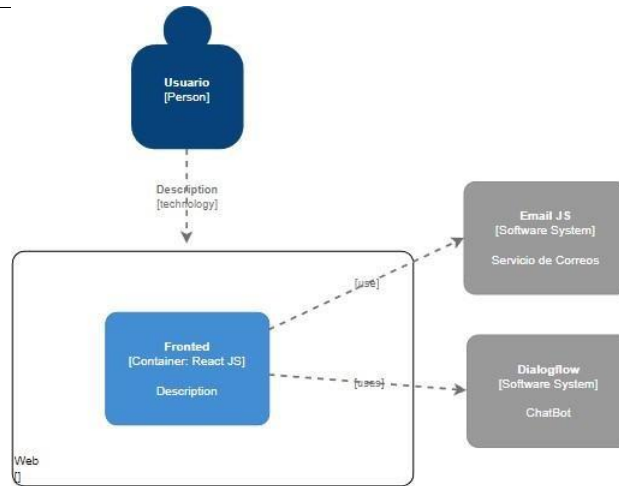 Usuario
[Person]
Description
[technology]
Email JS
[Software System]
Servicio de Correos
[use]
Fronted
[Container: React JS]
Description
[uses]
Dialogflow
[Software System]
ChatBot
Web
[]